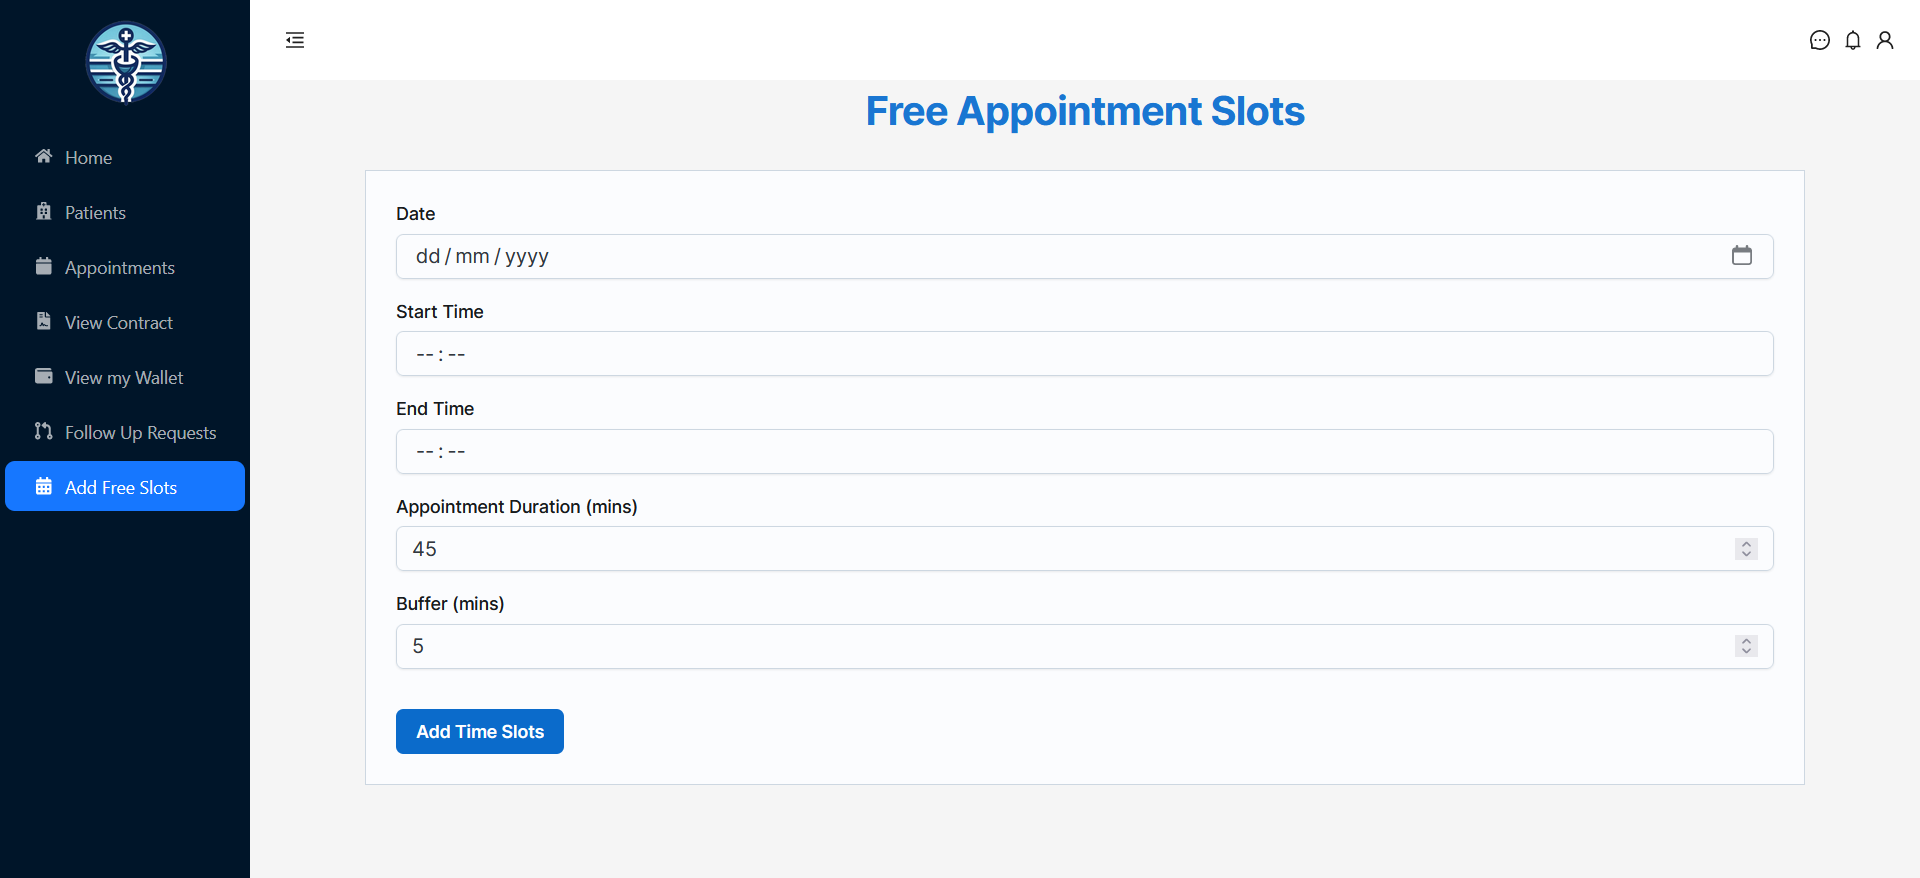 Home
Patients
Appointments
View Contract
View my Wallet
Follow Up Requests
Add Free Slots
Free Appointment Slots
Date
dd/mm/yyyy
Start Time
--:--
End Time
--:--
Appointment Duration (mins)
45
Buffer (mins)
5
Add Time Slots